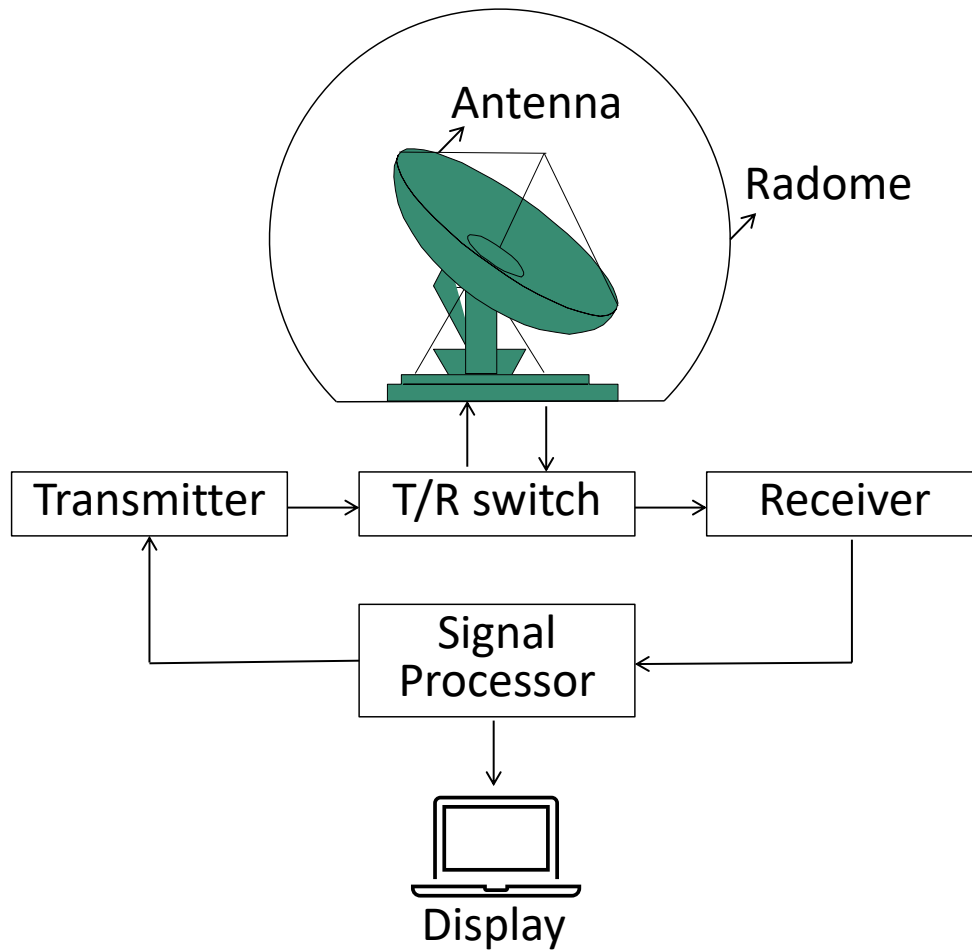 Antenna
Radome
Transmitter
T/R switch
Receiver
Signal
Processor
Display